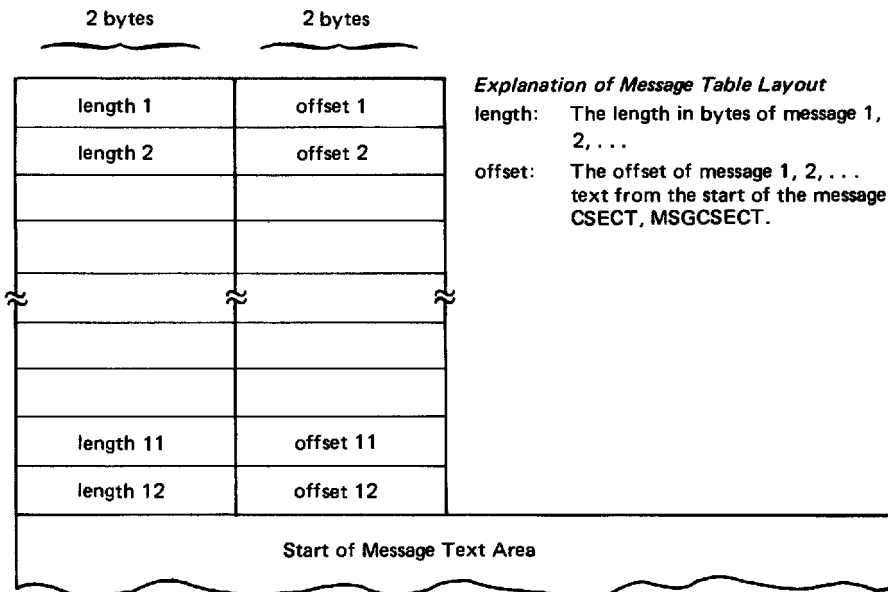 2 bytes 2 bytes
length 1 offset 1
length 2 offset 2
length 11 offset 11
length 12 offset 12
Start of Message Text Area
Explanation of Message Table Layout
length: The length in bytes of message 1,
2, . . .
offset: The offset of message 1, 2, . . .
text from the start of the message
CSECT, MSGCSECT.